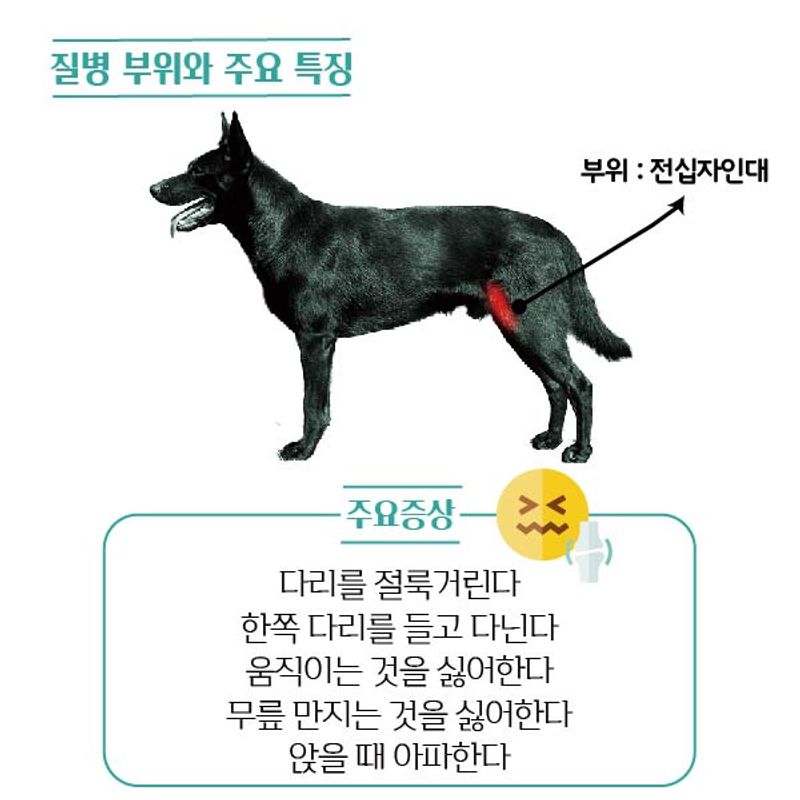 질병 부위와 주요 특징
부위 : 전십자인대
주요증상
다리를 절룩거린다
한쪽 다리를 들고 다닌다
움직이는 것을 싫어한다
무릎 만지는 것을 싫어한다
앉을 때 아파한다